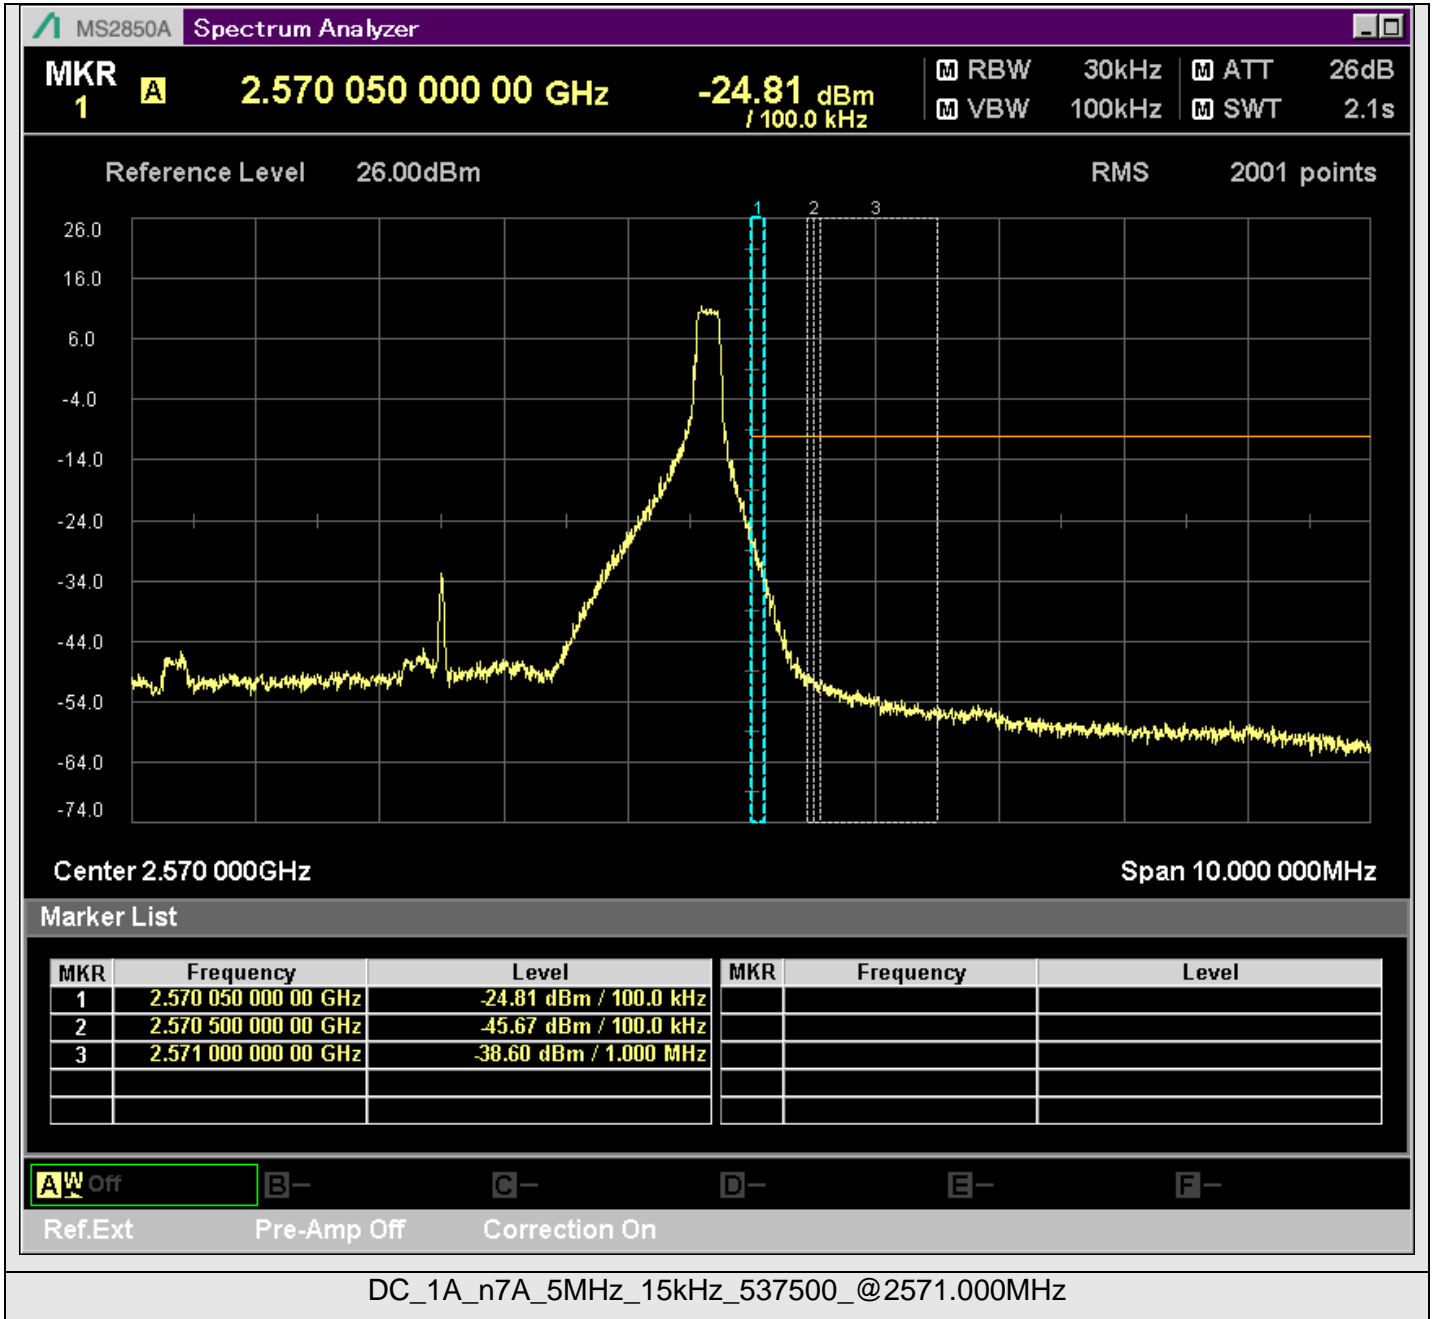 MS2850A Spectrum Analyzer
MKR 1 A 2.570 050 000 00 GHz -24.81 dBm / 100.0 kHz
M RBW 30kHz M ATT 26dB
M VBW 100kHz M SWT 2.1s
Reference Level 26.00dBm RMS 2001 points
1 2 3
26.0
16.0
6.0
-4.0
-14.0
-24.0
-34.0
-44.0
-54.0
-64.0
-74.0
Center 2.570 000GHz Span 10.000 000MHz
Marker List
MKR Frequency Level MKR Frequency Level
1 2.570 050 000 00 GHz -24.81 dBm / 100.0 kHz
2 2.570 500 000 00 GHz -45.67 dBm / 100.0 kHz
3 2.571 000 000 00 GHz -38.60 dBm / 1.000 MHz
A W Off B - C - D - E - F -
Ref.Ext Pre-Amp Off Correction On
DC_1A_n7A_5MHz_15kHz_537500_@2571.000MHz